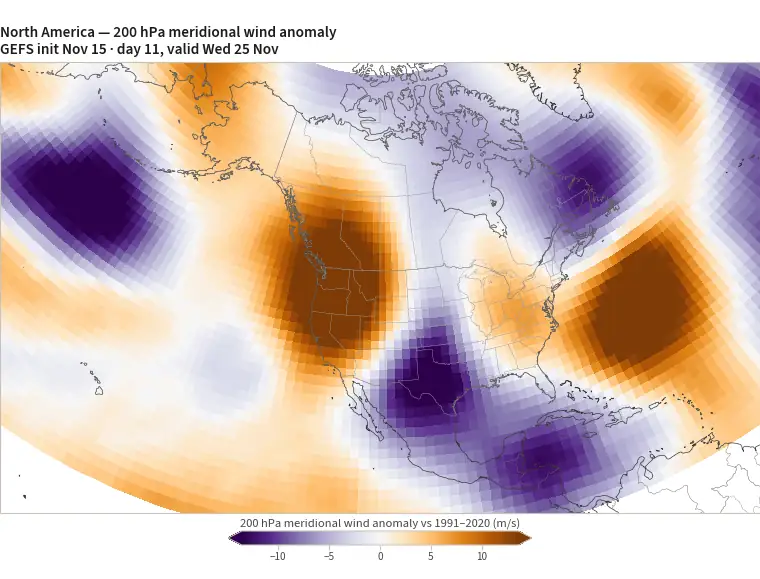 North America — 200 hPa meridional wind anomaly
GEFS init Nov 15 · day 11, valid Wed 25 Nov
200 hPa meridional wind anomaly vs 1991–2020 (m/s)
−10 −5 0 5 10